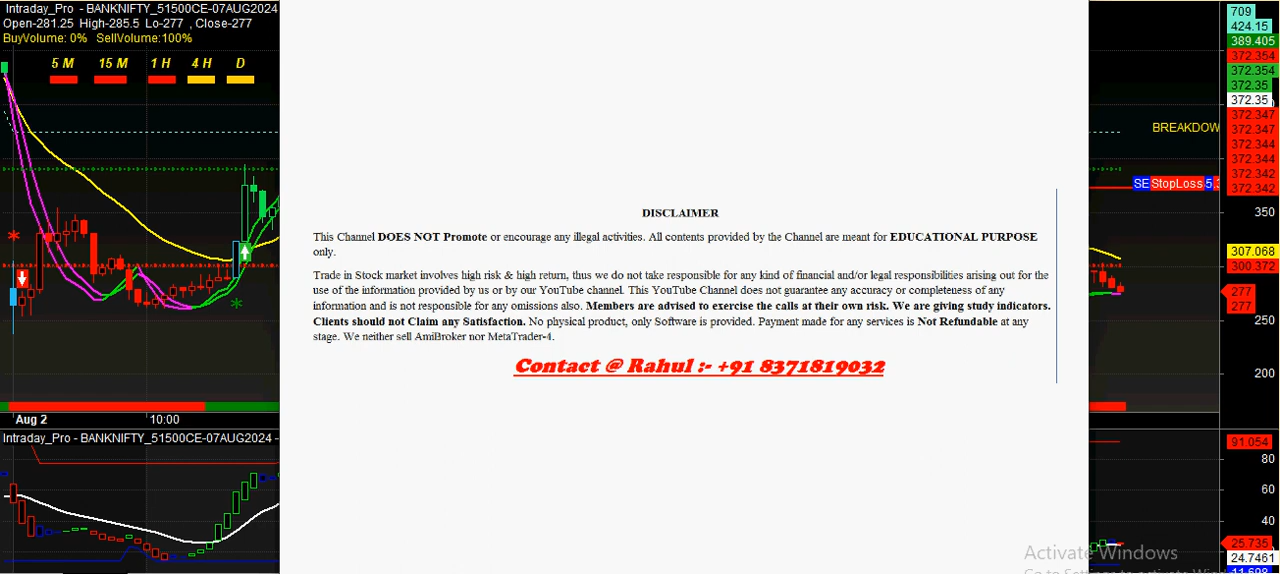 Intraday_Pro - BANKNIFTY_51500CE-07AUG2024
Open-281.25 High-285.5 Lo-277 , Close-277
BuyVolume: 0% SellVolume:100%
5 M 15 M 1 H 4 H D
Aug 2 10:00
Intraday_Pro - BANKNIFTY_51500CE-07AUG2024 -
DISCLAIMER
This Channel DOES NOT Promote or encourage any illegal activities. All contents provided by the Channel are meant for EDUCATIONAL PURPOSE
only.
Trade in Stock market involves high risk & high return, thus we do not take responsible for any kind of financial and/or legal responsibilities arising out for the
use of the information provided by us or by our YouTube channel. This YouTube Channel does not guarantee any accuracy or completeness of any
information and is not responsible for any omissions also. Members are advised to exercise the calls at their own risk. We are giving study indicators.
Clients should not Claim any Satisfaction. No physical product, only Software is provided. Payment made for any services is Not Refundable at any
stage. We neither sell AmiBroker nor MetaTrader-4.
Contact @ Rahul :- +91 8371819032
709
424.15
389.405
372.354
372.354
372.35
372.35
372.347
372.347
372.344
372.344
372.342
372.342
BREAKDOW
SE StopLoss
350
307.068
300.372
277
277
250
200
91.054
80
60
40
25.735
24.7461
Activate Windows